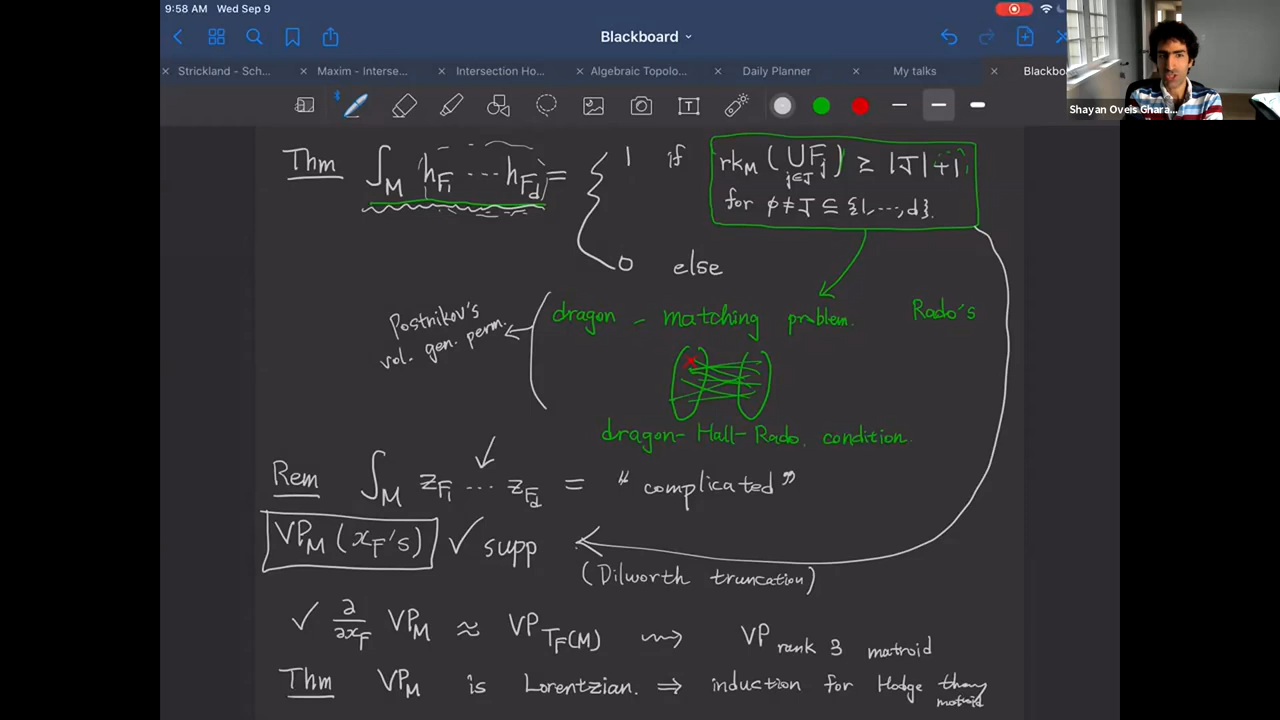 9:58 AM Wed Sep 9
Blackboard
Strickland - Sch...
Maxim - Interse...
Intersection Ho...
Algebraic Topolo...
Daily Planner
My talks
Blackbo
Shayan Oveis Ghara...
Thm ∫_M h_{F_1} ⋯ h_{F_d} = { 1 if rk_M ( ∪_{j∈J} F_j ) ≥ |J| +1
for ∅ ≠ J ⊆ {1, ⋯, d}.
0 else
dragon - matching problem. Rado's
Postnikov's
vol. gen. perm.
dragon-Hall-Rado condition.
Rem ∫_M z_{F_1} ⋯ z_{F_d} = "complicated"
VP_M (x_F's) ✓ supp
(Dilworth truncation)
✓ ∂/∂x_F VP_M ≈ VP_{T_F(M)} ⇝ VP rank 3 matroid
Thm VP_M is Lorentzian. ⇒ induction for Hodge thory
matroid